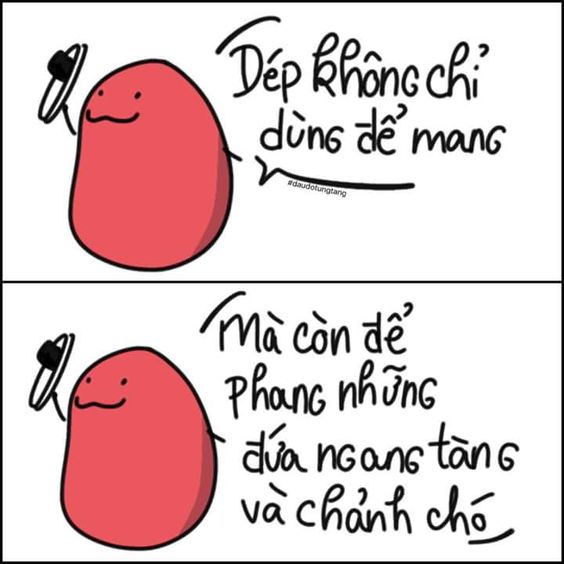 Dép không chỉ
dùng để mang
#daudotungtang
Mà còn để
phang những
đứa ngang tàng
và chảnh chó